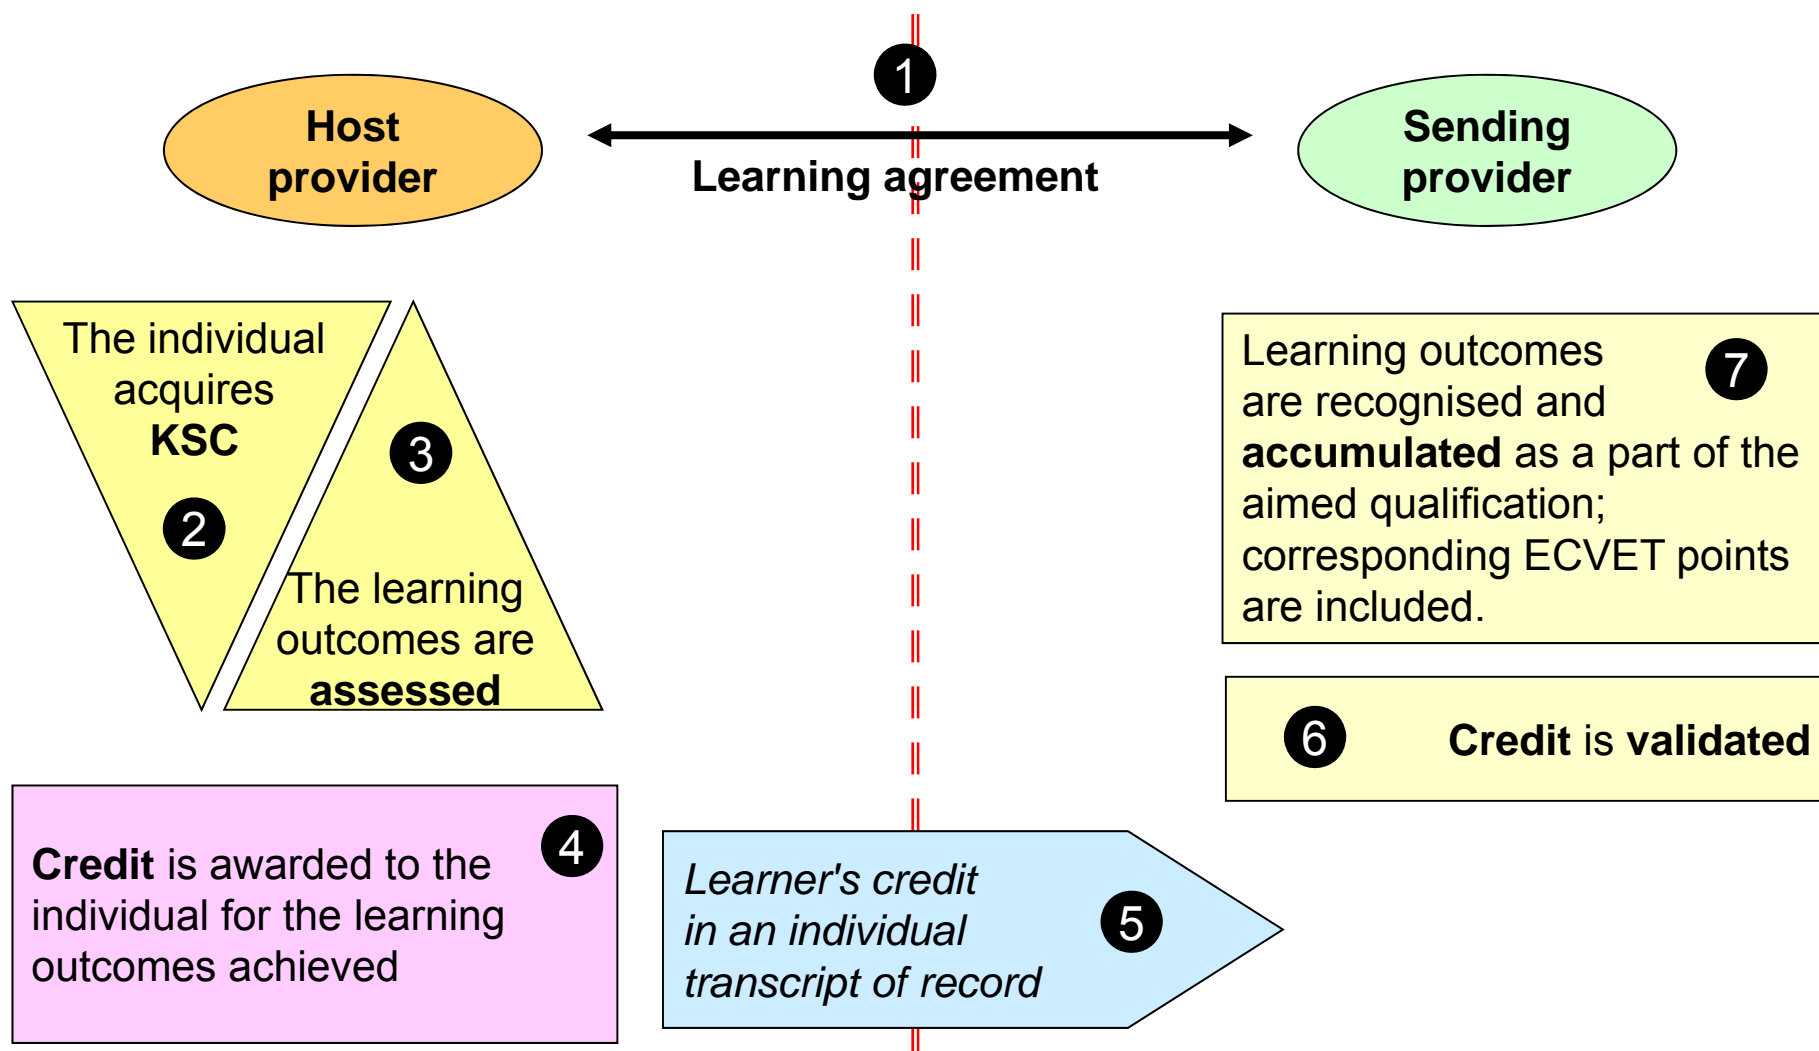 1
Host
provider
Learning agreement
Sending
provider
The individual
acquires
KSC
2
3
The learning
outcomes are
assessed
4
Credit is awarded to the
individual for the learning
outcomes achieved
Learner's credit
in an individual
transcript of record
5
6
Credit is validated
7
Learning outcomes
are recognised and
accumulated as a part of the
aimed qualification;
corresponding ECVET points
are included.